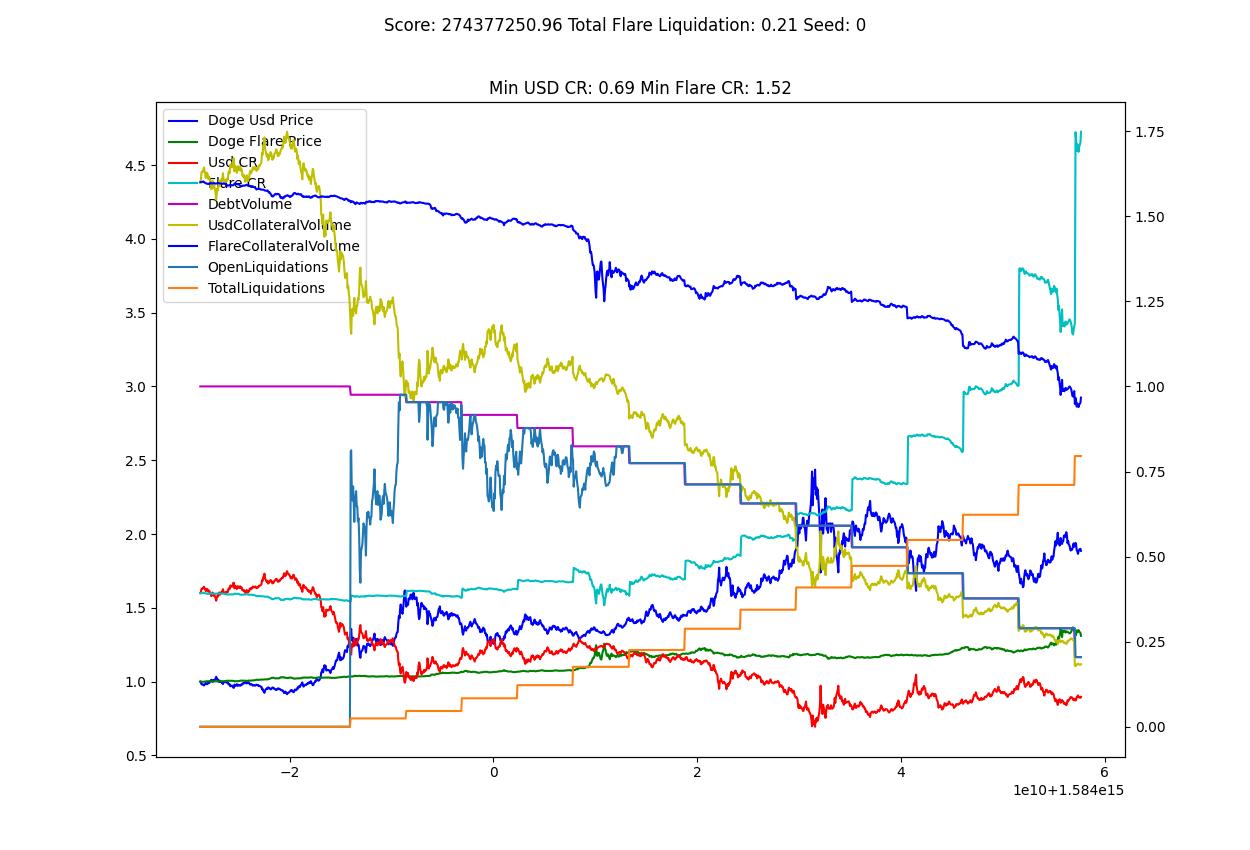 Score: 274377250.96 Total Flare Liquidation: 0.21 Seed: 0
Min USD CR: 0.69 Min Flare CR: 1.52
Doge Usd Price
Doge Flare Price
Usd CR
Flare CR
DebtVolume
UsdCollateralVolume
FlareCollateralVolume
OpenLiquidations
TotalLiquidations
4.5
4.0
3.5
3.0
2.5
2.0
1.5
1.0
0.5
1.75
1.50
1.25
1.00
0.75
0.50
0.25
0.00
−2 0 2 4 6
1e10+1.584e15